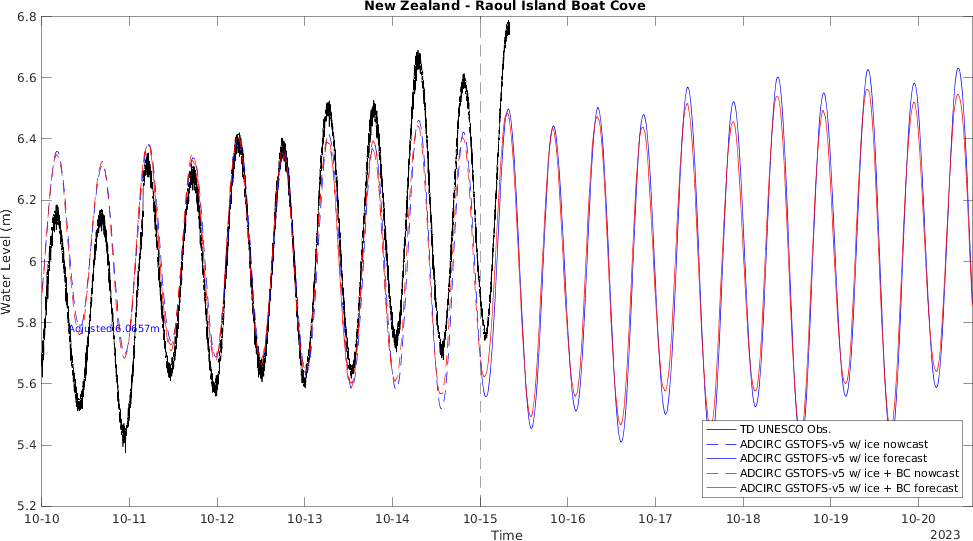 New Zealand - Raoul Island Boat Cove
6.8
6.6
6.4
6.2
6
5.8
5.6
5.4
5.2
Water Level (m)
Adjusted 6.0657m
TD UNESCO Obs.
ADCIRC GSTOFS-v5 w/ ice nowcast
ADCIRC GSTOFS-v5 w/ ice forecast
ADCIRC GSTOFS-v5 w/ ice + BC nowcast
ADCIRC GSTOFS-v5 w/ ice + BC forecast
10-10 10-11 10-12 10-13 10-14 10-15 10-16 10-17 10-18 10-19 10-20
Time
2023